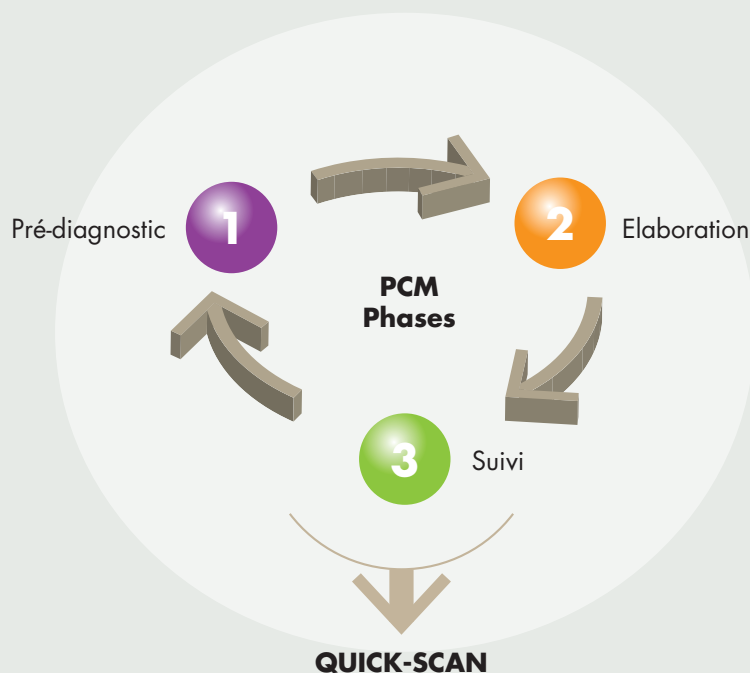 1
2
Pré-diagnostic
Elaboration
PCM
Phases
3
Suivi
QUICK-SCAN